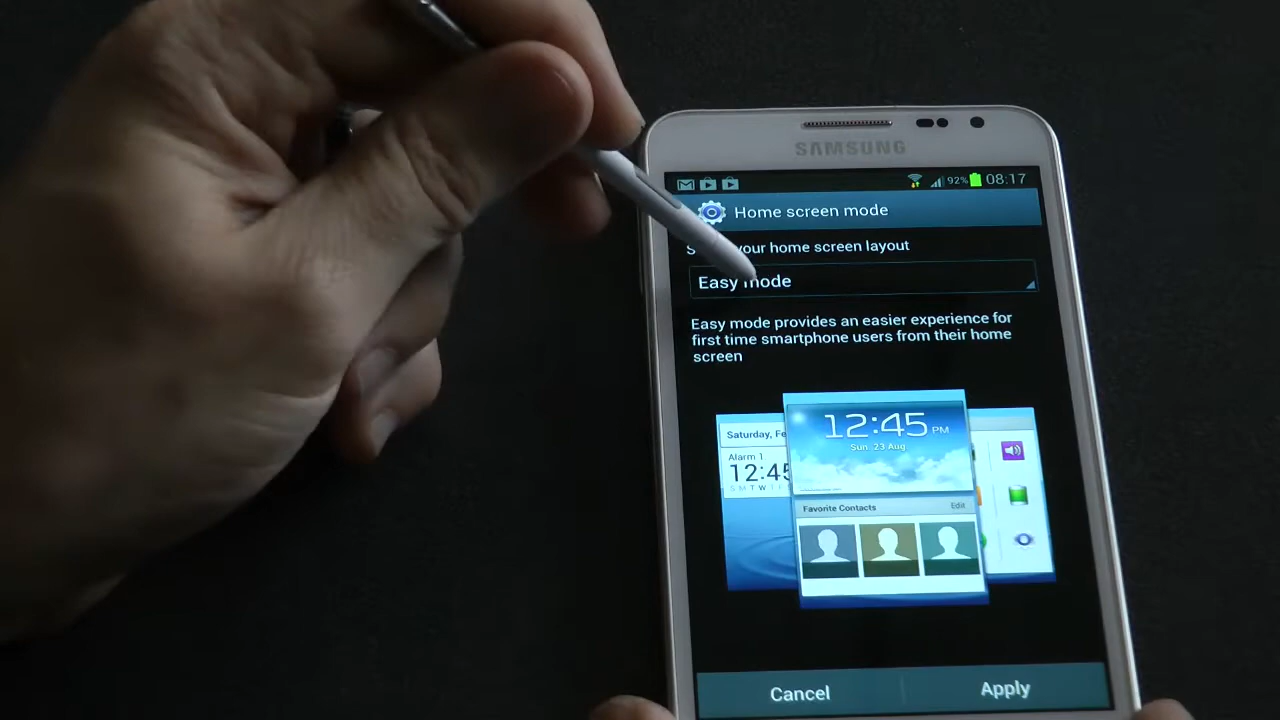 SAMSUNG
92% 08:17
Home screen mode
your home screen layout
Easy mode
Easy mode provides an easier experience for
first time smartphone users from their home
screen
12:45 PM
Sun, 23 Aug
Saturday, Fe
Alarm 1
12:45
S M T W
Favorite Contacts Edit
Cancel Apply